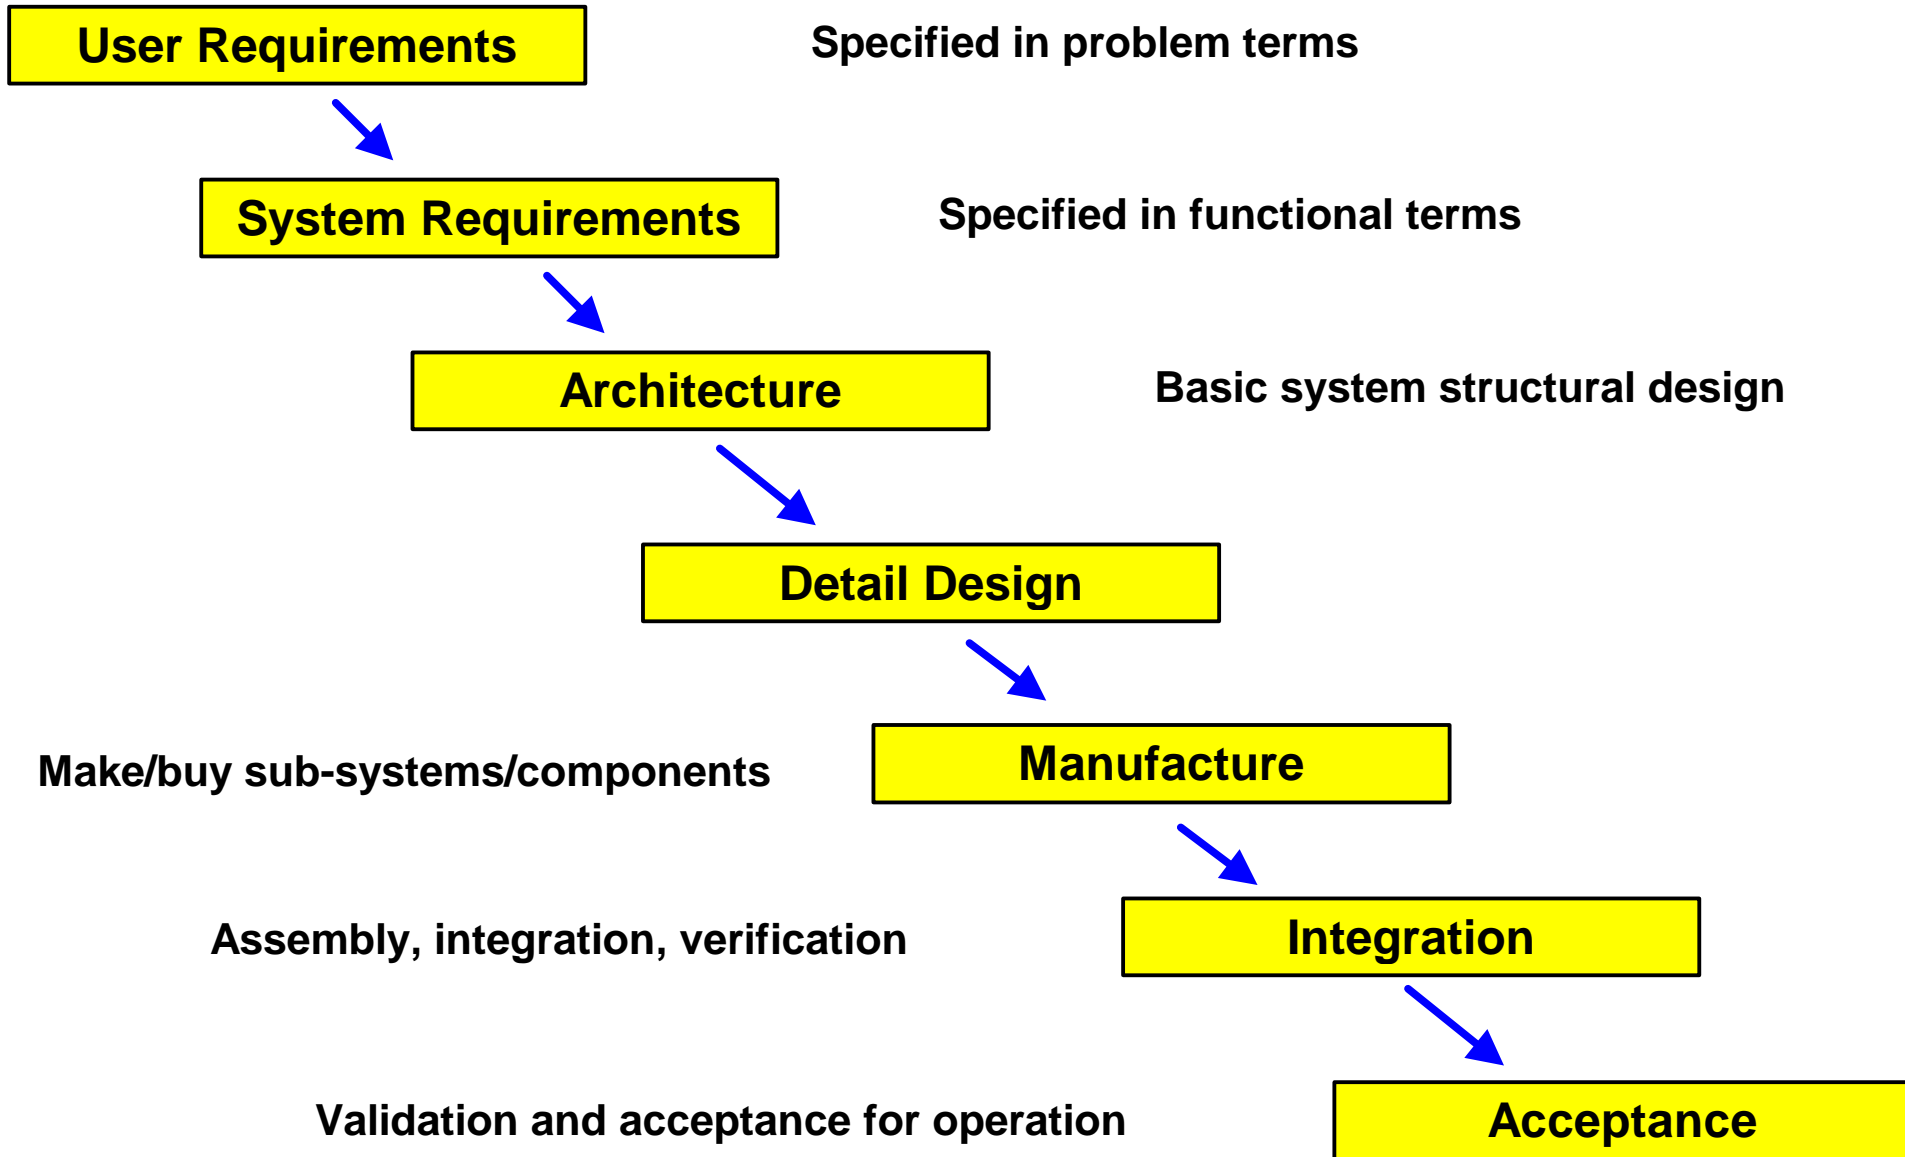 User Requirements
Specified in problem terms
System Requirements
Specified in functional terms
Architecture
Basic system structural design
Detail Design
Manufacture
Make/buy sub-systems/components
Integration
Assembly, integration, verification
Acceptance
Validation and acceptance for operation